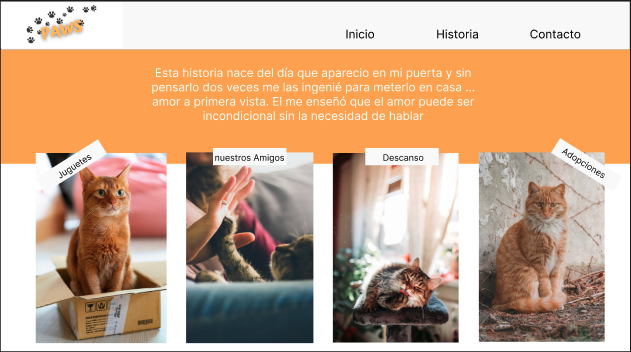 PAWS
Inicio Historia Contacto
Esta historia nace del día que aparecio en mi puerta y sin
pensarlo dos veces me las ingenié para meterlo en casa ...
amor a primera vista. El me enseñó que el amor puede ser
incondicional sin la necesidad de hablar
Juguetes
nuestros Amigos
Descanso
Adopciones